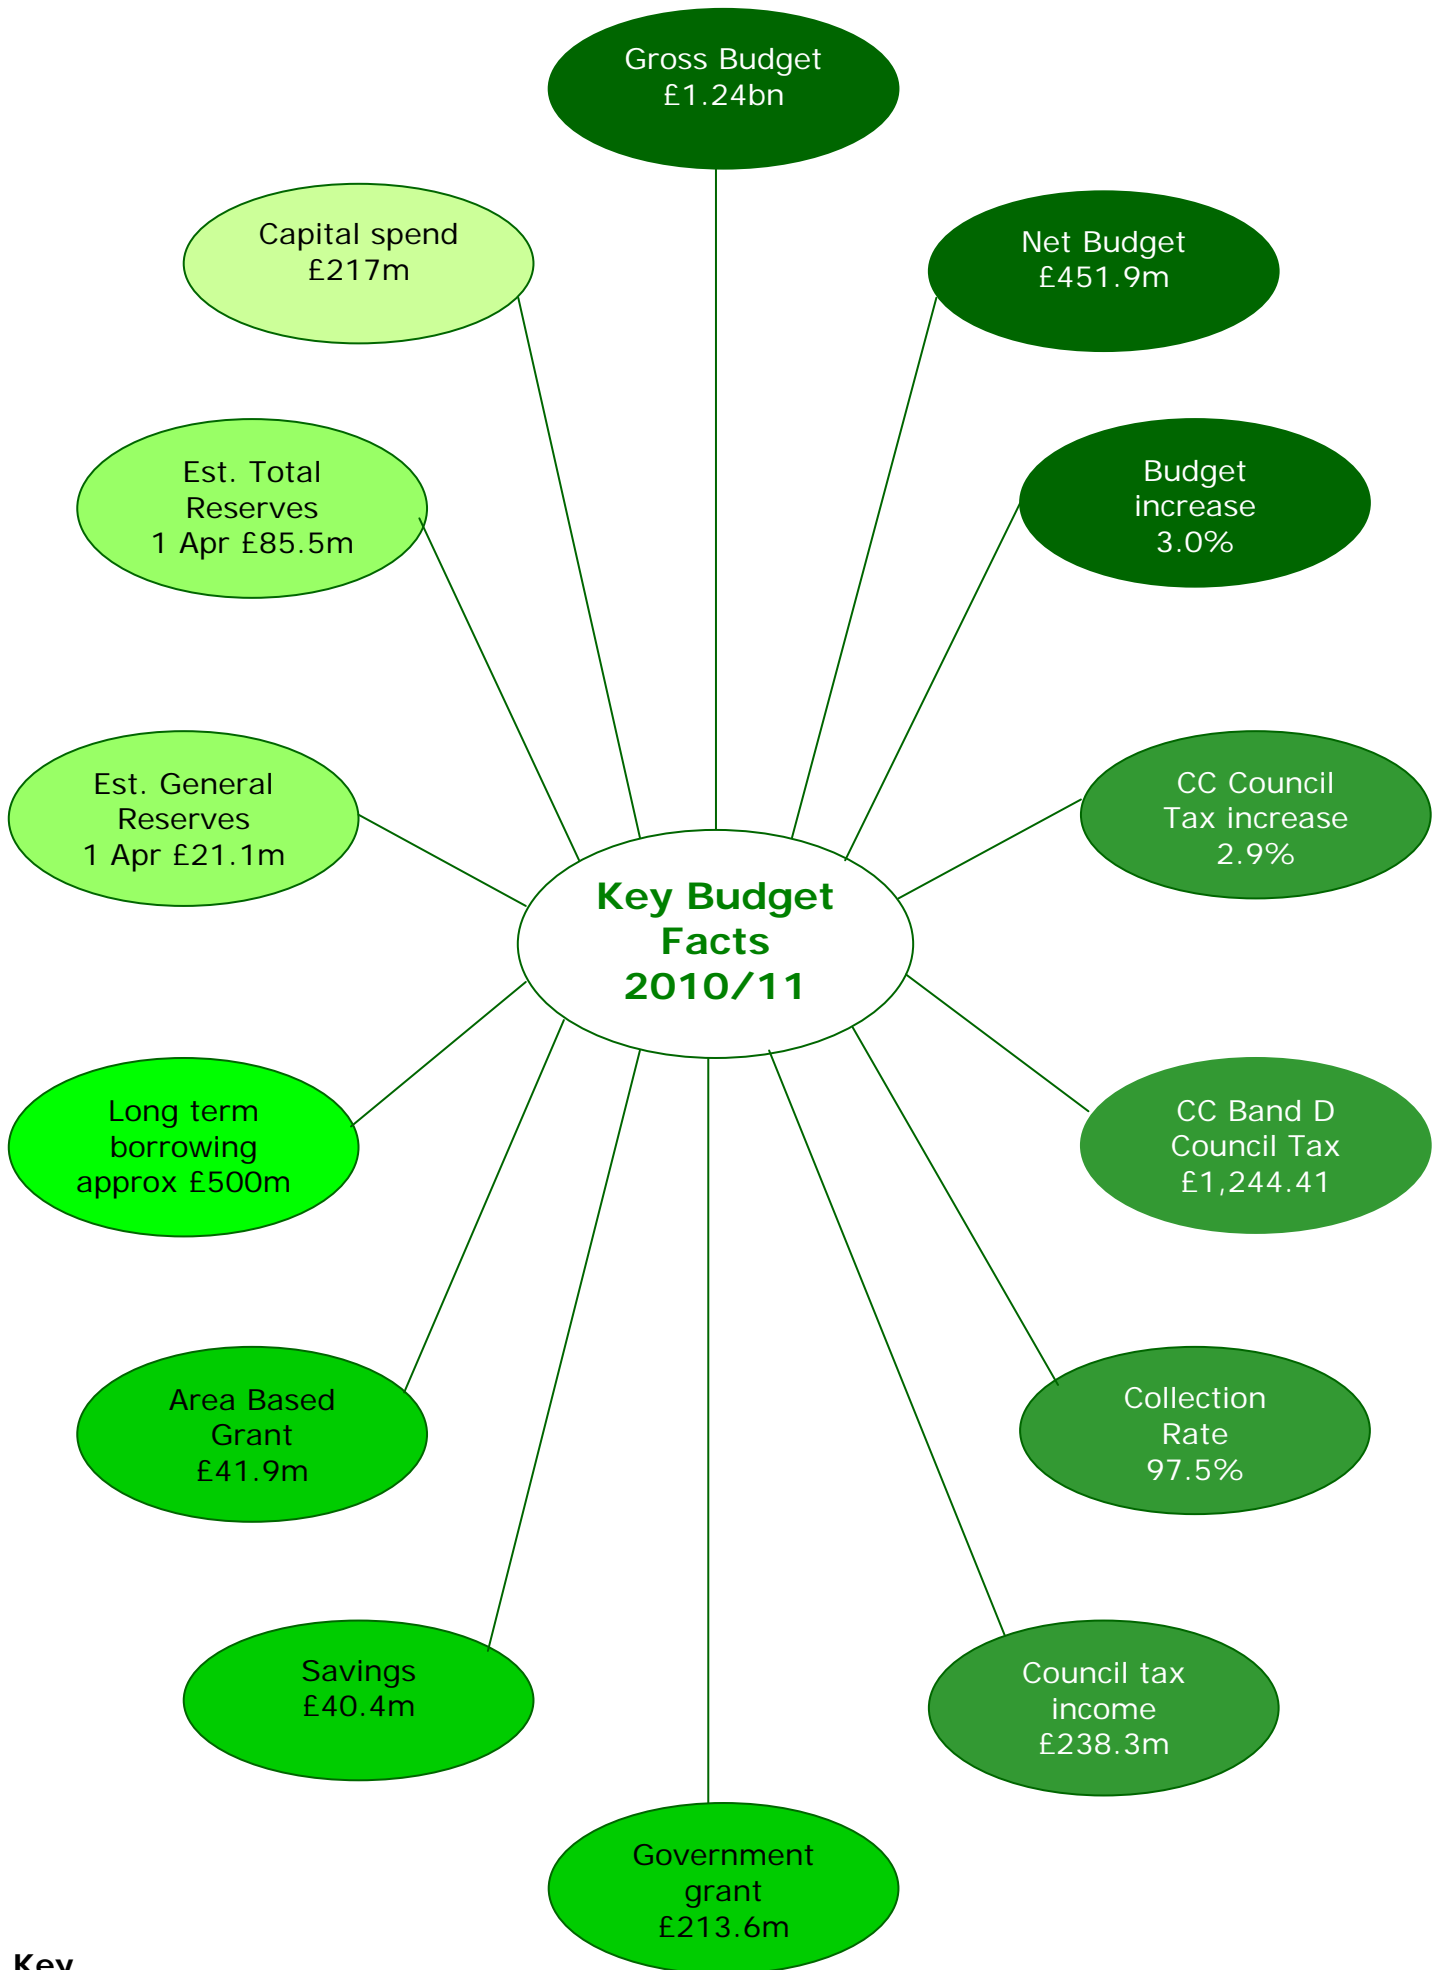 Gross Budget
£1.24bn
Capital spend
£217m
Net Budget
£451.9m
Est. Total
Reserves
1 Apr £85.5m
Budget
increase
3.0%
Est. General
Reserves
1 Apr £21.1m
CC Council
Tax increase
2.9%
Key Budget
Facts
2010/11
Long term
borrowing
approx £500m
CC Band D
Council Tax
£1,244.41
Area Based
Grant
£41.9m
Collection
Rate
97.5%
Savings
£40.4m
Council tax
income
£238.3m
Government
grant
£213.6m
Key